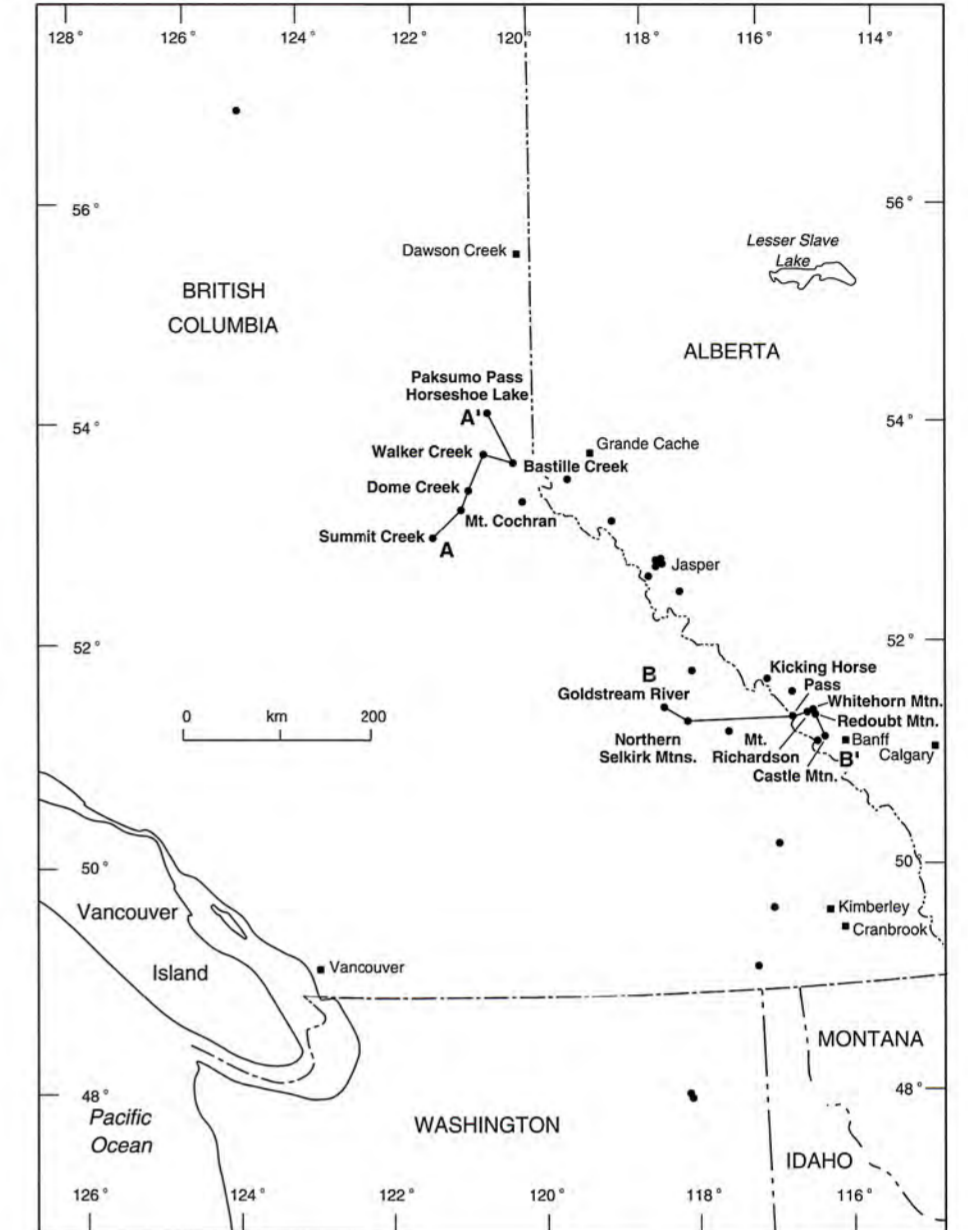 128° 126° 124° 122° 120° 118° 116° 114°
56° 56°
Dawson Creek
Lesser Slave
Lake
BRITISH
COLUMBIA
ALBERTA
Paksumo Pass
Horseshoe Lake
A'
54° 54°
Grande Cache
Walker Creek
Bastille Creek
Dome Creek
Mt. Cochran
Summit Creek
A
Jasper
52° 52°
B
Goldstream River
Kicking Horse
Pass
Whitehorn Mtn.
Redoubt Mtn.
0 km 200
Northern
Selkirk Mtns.
Mt.
Richardson
Banff
Calgary
Castle Mtn.
B'
50° 50°
Vancouver
Island
Kimberley
Cranbrook
Vancouver
MONTANA
48° 48°
Pacific
Ocean
WASHINGTON
IDAHO
126° 124° 122° 120° 118° 116°